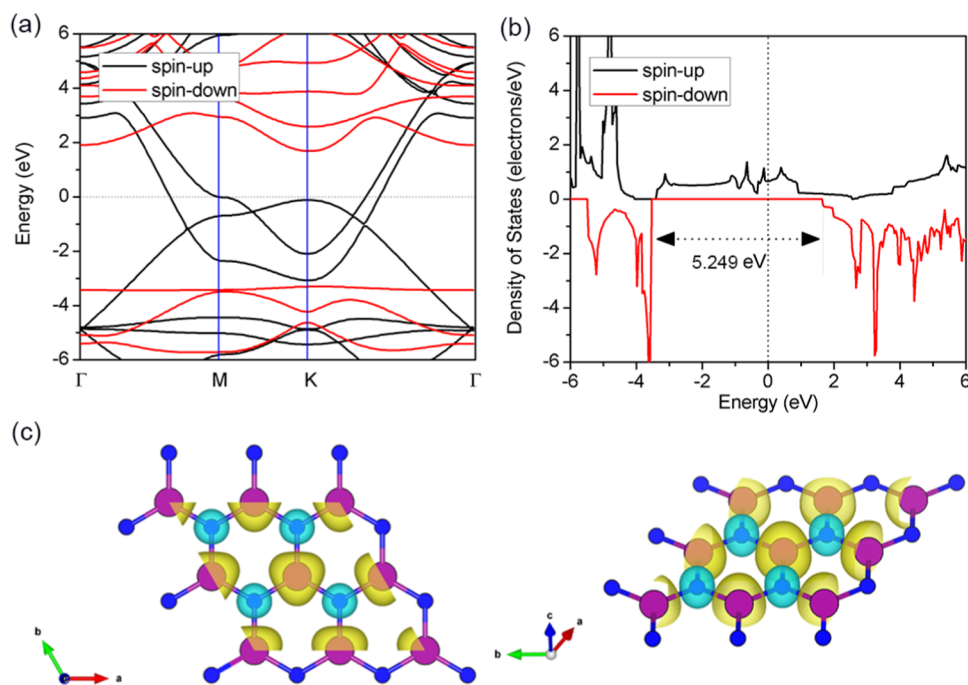 (a)
6
4
2
0
-2
-4
-6
Energy (eV)
spin-up
spin-down
Γ M K Γ
(b)
6
4
2
0
-2
-4
-6
Density of States (electrons/eV)
spin-up
spin-down
5.249 eV
-6 -4 -2 0 2 4 6
Energy (eV)
(c)
b
a
c
a
b